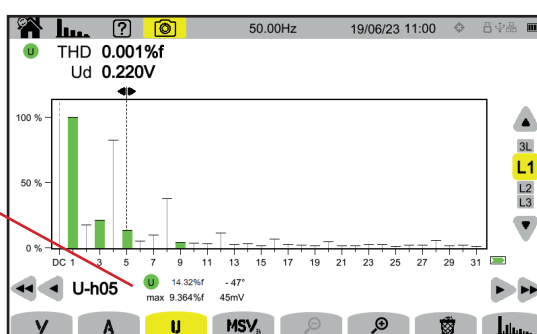 50.00Hz 19/06/23 11:00
U THD 0.001%f
Ud 0.220V
100 %
50 %
0 %
DC 1 3 5 7 9 11 13 15 17 19 21 23 25 27 29 31
3L
L1
L2
L3
U-h05 U 14.32%f - 47°
max 9.364%f 45mV
V A U MSV